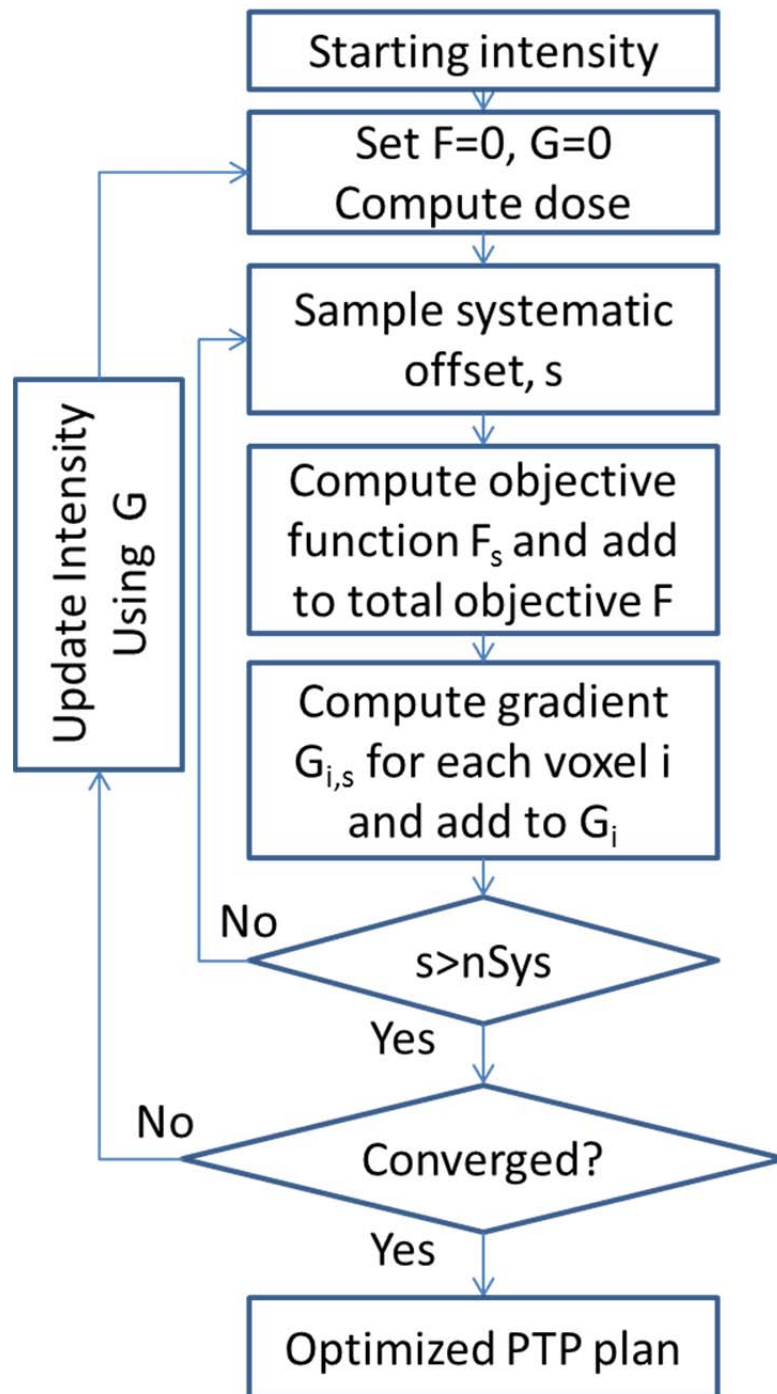 Starting intensity
Set F=0, G=0
Compute dose
Sample systematic
offset, s
Compute objective
function Fₛ and add
to total objective F
Compute gradient
Gᵢ,ₛ for each voxel i
and add to Gᵢ
s>nSys
No
Yes
Converged?
No
Yes
Update Intensity
Using G
Optimized PTP plan